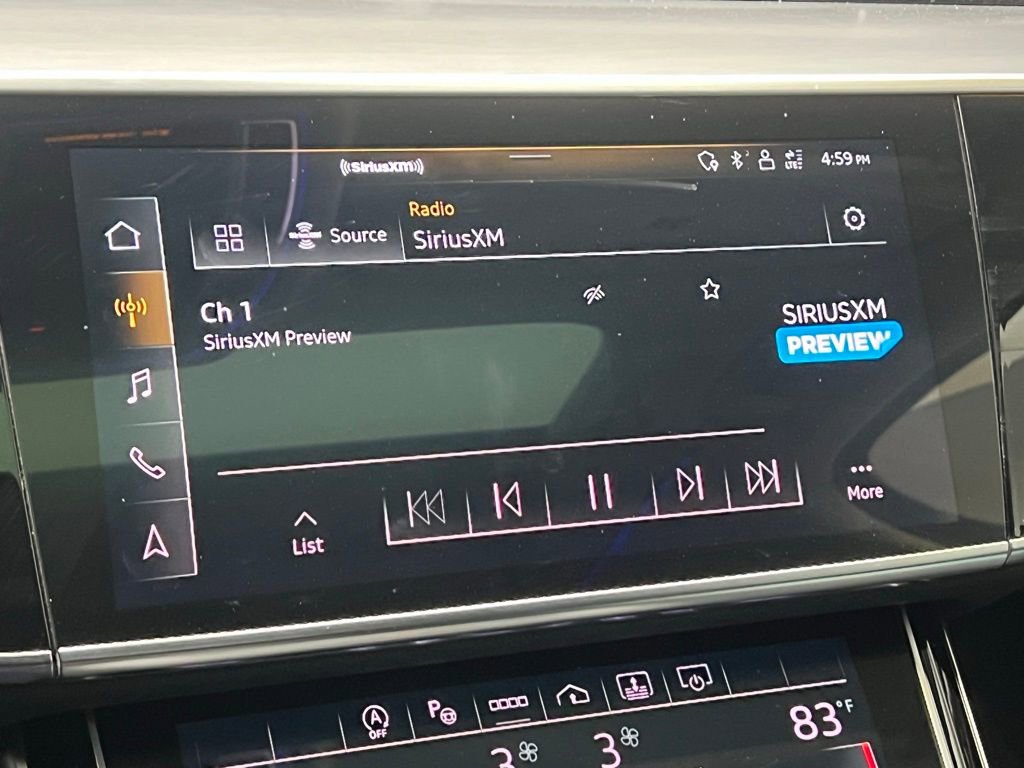 SiriusXM
LTE
4:59 PM
Radio
Source
SiriusXM
Ch 1
SiriusXM Preview
SIRIUSXM
PREVIEW
List
More
A
OFF
P
3
3
83°F